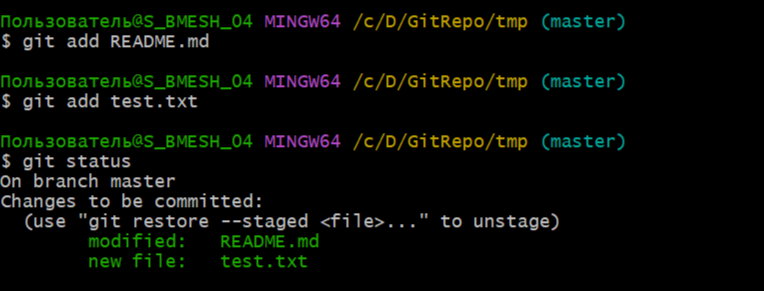 Пользователь@S_BMESH_04 MINGW64 /c/D/GitRepo/tmp (master)
$ git add README.md
Пользователь@S_BMESH_04 MINGW64 /c/D/GitRepo/tmp (master)
$ git add test.txt
Пользователь@S_BMESH_04 MINGW64 /c/D/GitRepo/tmp (master)
$ git status
On branch master
Changes to be committed:
  (use "git restore --staged <file>..." to unstage)
        modified:   README.md
        new file:   test.txt